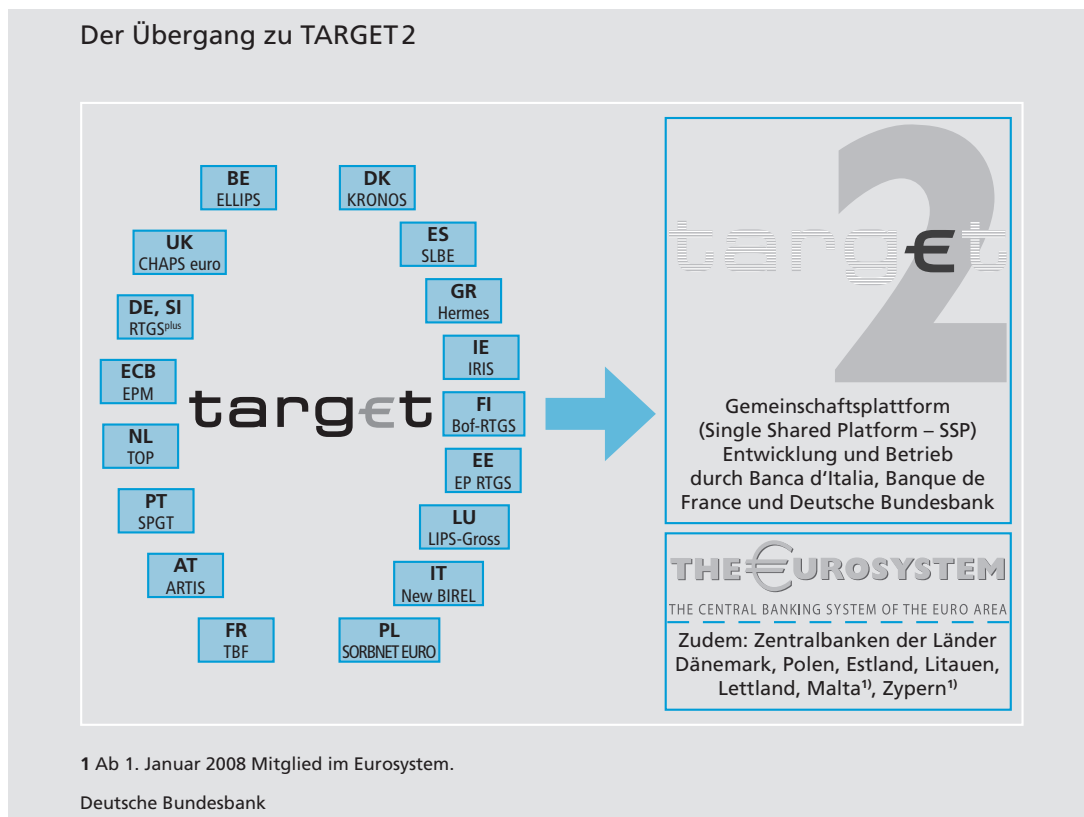 Der Übergang zu TARGET2
BE
ELLIPS
DK
KRONOS
UK
CHAPS euro
ES
SLBE
DE, SI
RTGSplus
GR
Hermes
ECB
EPM
IE
IRIS
target
FI
Bof-RTGS
NL
TOP
EE
EP RTGS
PT
SPGT
LU
LIPS-Gross
AT
ARTIS
IT
New BIREL
FR
TBF
PL
SORBNET EURO
2
targ€t
Gemeinschaftsplattform
(Single Shared Platform – SSP)
Entwicklung und Betrieb
durch Banca d‘Italia, Banque de
France und Deutsche Bundesbank
THE €UROSYSTEM
THE CENTRAL BANKING SYSTEM OF THE EURO AREA
Zudem: Zentralbanken der Länder
Dänemark, Polen, Estland, Litauen,
Lettland, Malta1), Zypern1)
1 Ab 1. Januar 2008 Mitglied im Eurosystem.
Deutsche Bundesbank